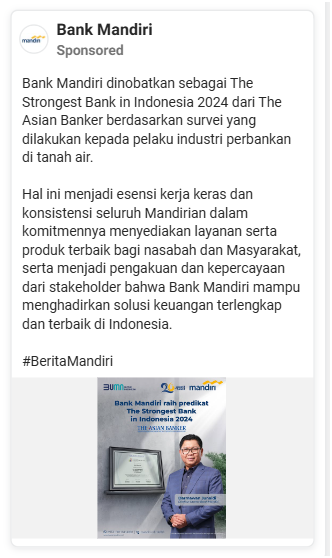 Bank Mandiri
Sponsored
mandiri
Bank Mandiri dinobatkan sebagai The
Strongest Bank in Indonesia 2024 dari The
Asian Banker berdasarkan survei yang
dilakukan kepada pelaku industri perbankan
di tanah air.
Hal ini menjadi esensi kerja keras dan
konsistensi seluruh Mandirian dalam
komitmennya menyediakan layanan serta
produk terbaik bagi nasabah dan Masyarakat,
serta menjadi pengakuan dan kepercayaan
dari stakeholder bahwa Bank Mandiri mampu
menghadirkan solusi keuangan terlengkap
dan terbaik di Indonesia.
#BeritaMandiri
BUMN
mandiri
Bank Mandiri raih predikat
The Strongest Bank
in Indonesia 2024
THE ASIAN BANKER